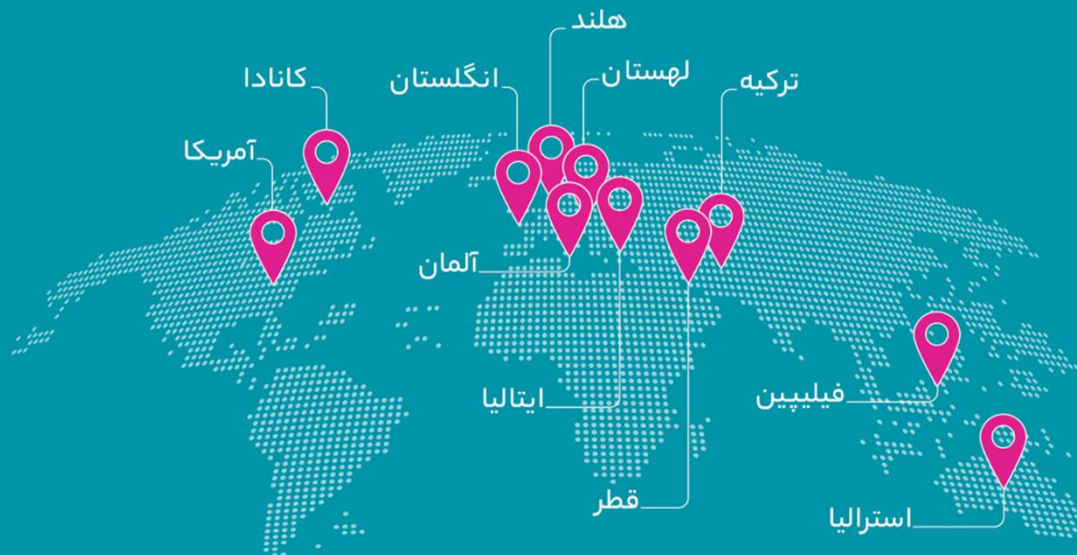 هلند
لهستان
ترکیه
انگلستان
کانادا
آمریکا
آلمان
ایتالیا
فیلیپین
قطر
استرالیا